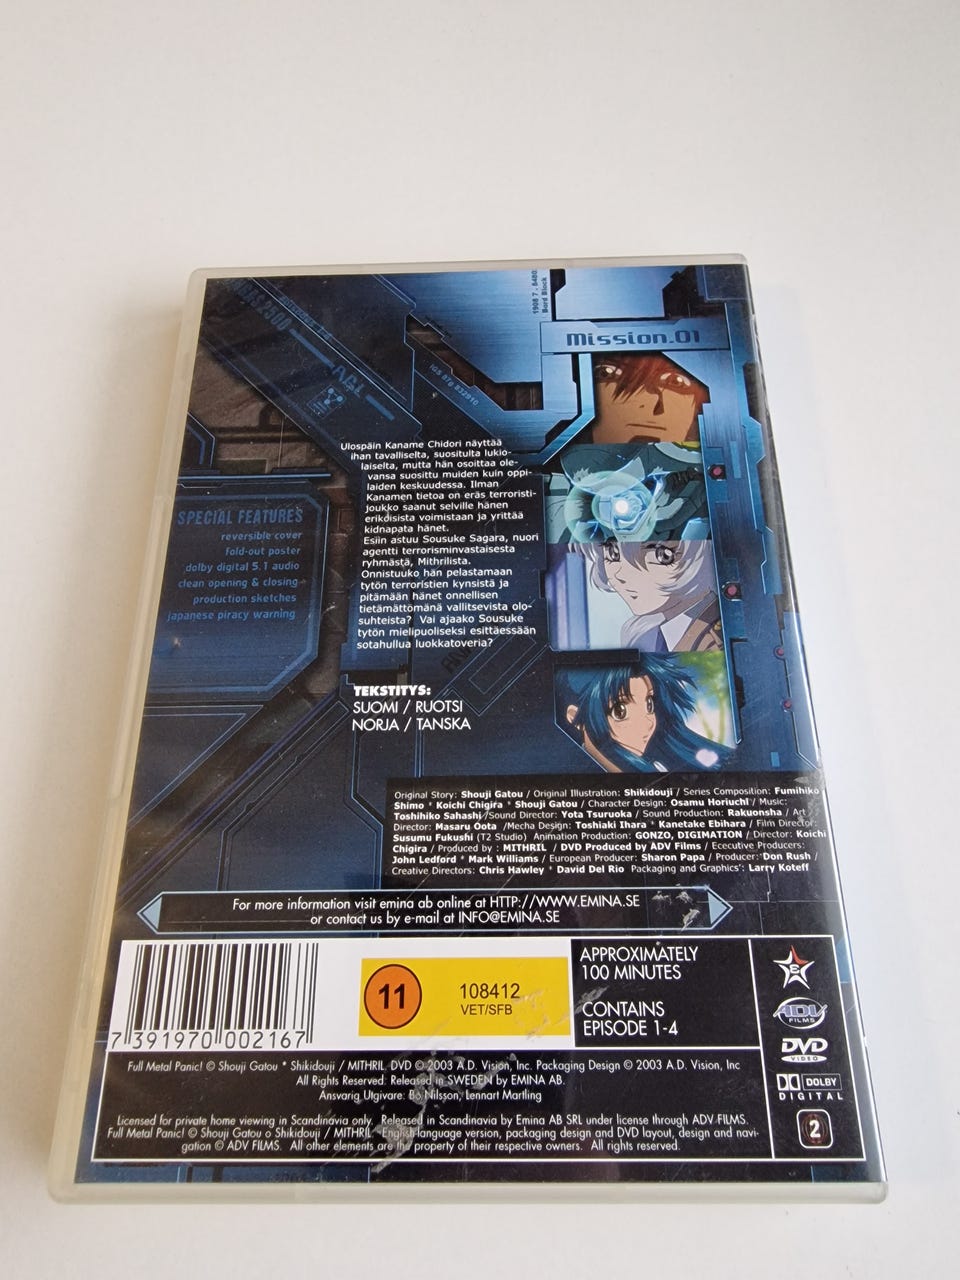 1908 7 . 8480:
Bord Block
Mission.01
IGS 878 832910
Ulospäin Kaname Chidori näyttää
ihan tavalliselta, suositulta lukio-
laiselta, mutta hän osoittaa ole-
vansa suosittu muiden kuin oppi-
laiden keskuudessa. Ilman
Kanamen tietoa on eräs terroristi-
joukko saanut selville hänen
erikoisista voimistaan ja yrittää
kidnapata hänet.
Esiin astuu Sousuke Sagara, nuori
agentti terrorisminvastaisesta
ryhmästä, Mithrilista.
Onnistuuko hän pelastamaan
tytön terroristien kynsistä ja
pitämään hänet onnellisen
tietämättömänä vallitsevista olo-
suhteista? Vai ajaako Sousuke
tytön mielipuoliseksi esittäessään
sotahullua luokkatoveria?
SPECIAL FEATURES
reversible cover
fold-out poster
dolby digital 5.1 audio
clean opening & closing
production sketches
japanese piracy warning
TEKSTITYS:
SUOMI / RUOTSI
NORJA / TANSKA
Original Story: Shouji Gatou / Original Illustration: Shikidouji / Series Composition: Fumihiko
Shimo * Koichi Chigira * Shouji Gatou / Character Design: Osamu Horiuchi / Music:
Toshihiko Sahashi /Sound Director: Yota Tsuruoka / Sound Production: Rakuonsha / Art
Director: Masaru Oota /Mecha Design: Toshiaki Ihara * Kanetake Ebihara / Film Director:
Susumu Fukushi (T2 Studio) Animation Production: GONZO, DIGIMATION / Director: Koichi
Chigira / Produced by : MITHRIL / DVD Produced by ADV Films / Ececutive Producers:
John Ledford * Mark Williams / European Producer: Sharon Papa / Producer: Don Rush /
Creative Directors: Chris Hawley * David Del Rio Packaging and Graphics: Larry Koteff
For more information visit emina ab online at HTTP://WWW.EMINA.SE
or contact us by e-mail at INFO@EMINA.SE
7 391970 002167
11
108412
VET/SFB
APPROXIMATELY
100 MINUTES
CONTAINS
EPISODE 1-4
ADV
FILMS
DVD
VIDEO
DOLBY
DIGITAL
2
Full Metal Panic! © Shouji Gatou * Shikidouji / MITHRIL. DVD © 2003 A.D. Vision, Inc. Packaging Design © 2003 A.D. Vision, Inc
All Rights Reserved. Released in SWEDEN by EMINA AB.
Ansvarig Utgivare: Bo Nilsson, Lennart Martling
Licensed for private home viewing in Scandinavia only. Released in Scandinavia by Emina AB SRL under license through ADV FILMS.
Full Metal Panic! © Shouji Gatou o Shikidouji / MITHRIL. English language version, packaging design and DVD layout, design and navi-
gation © ADV FILMS. All other elements are the property of their respective owners. All rights reserved.